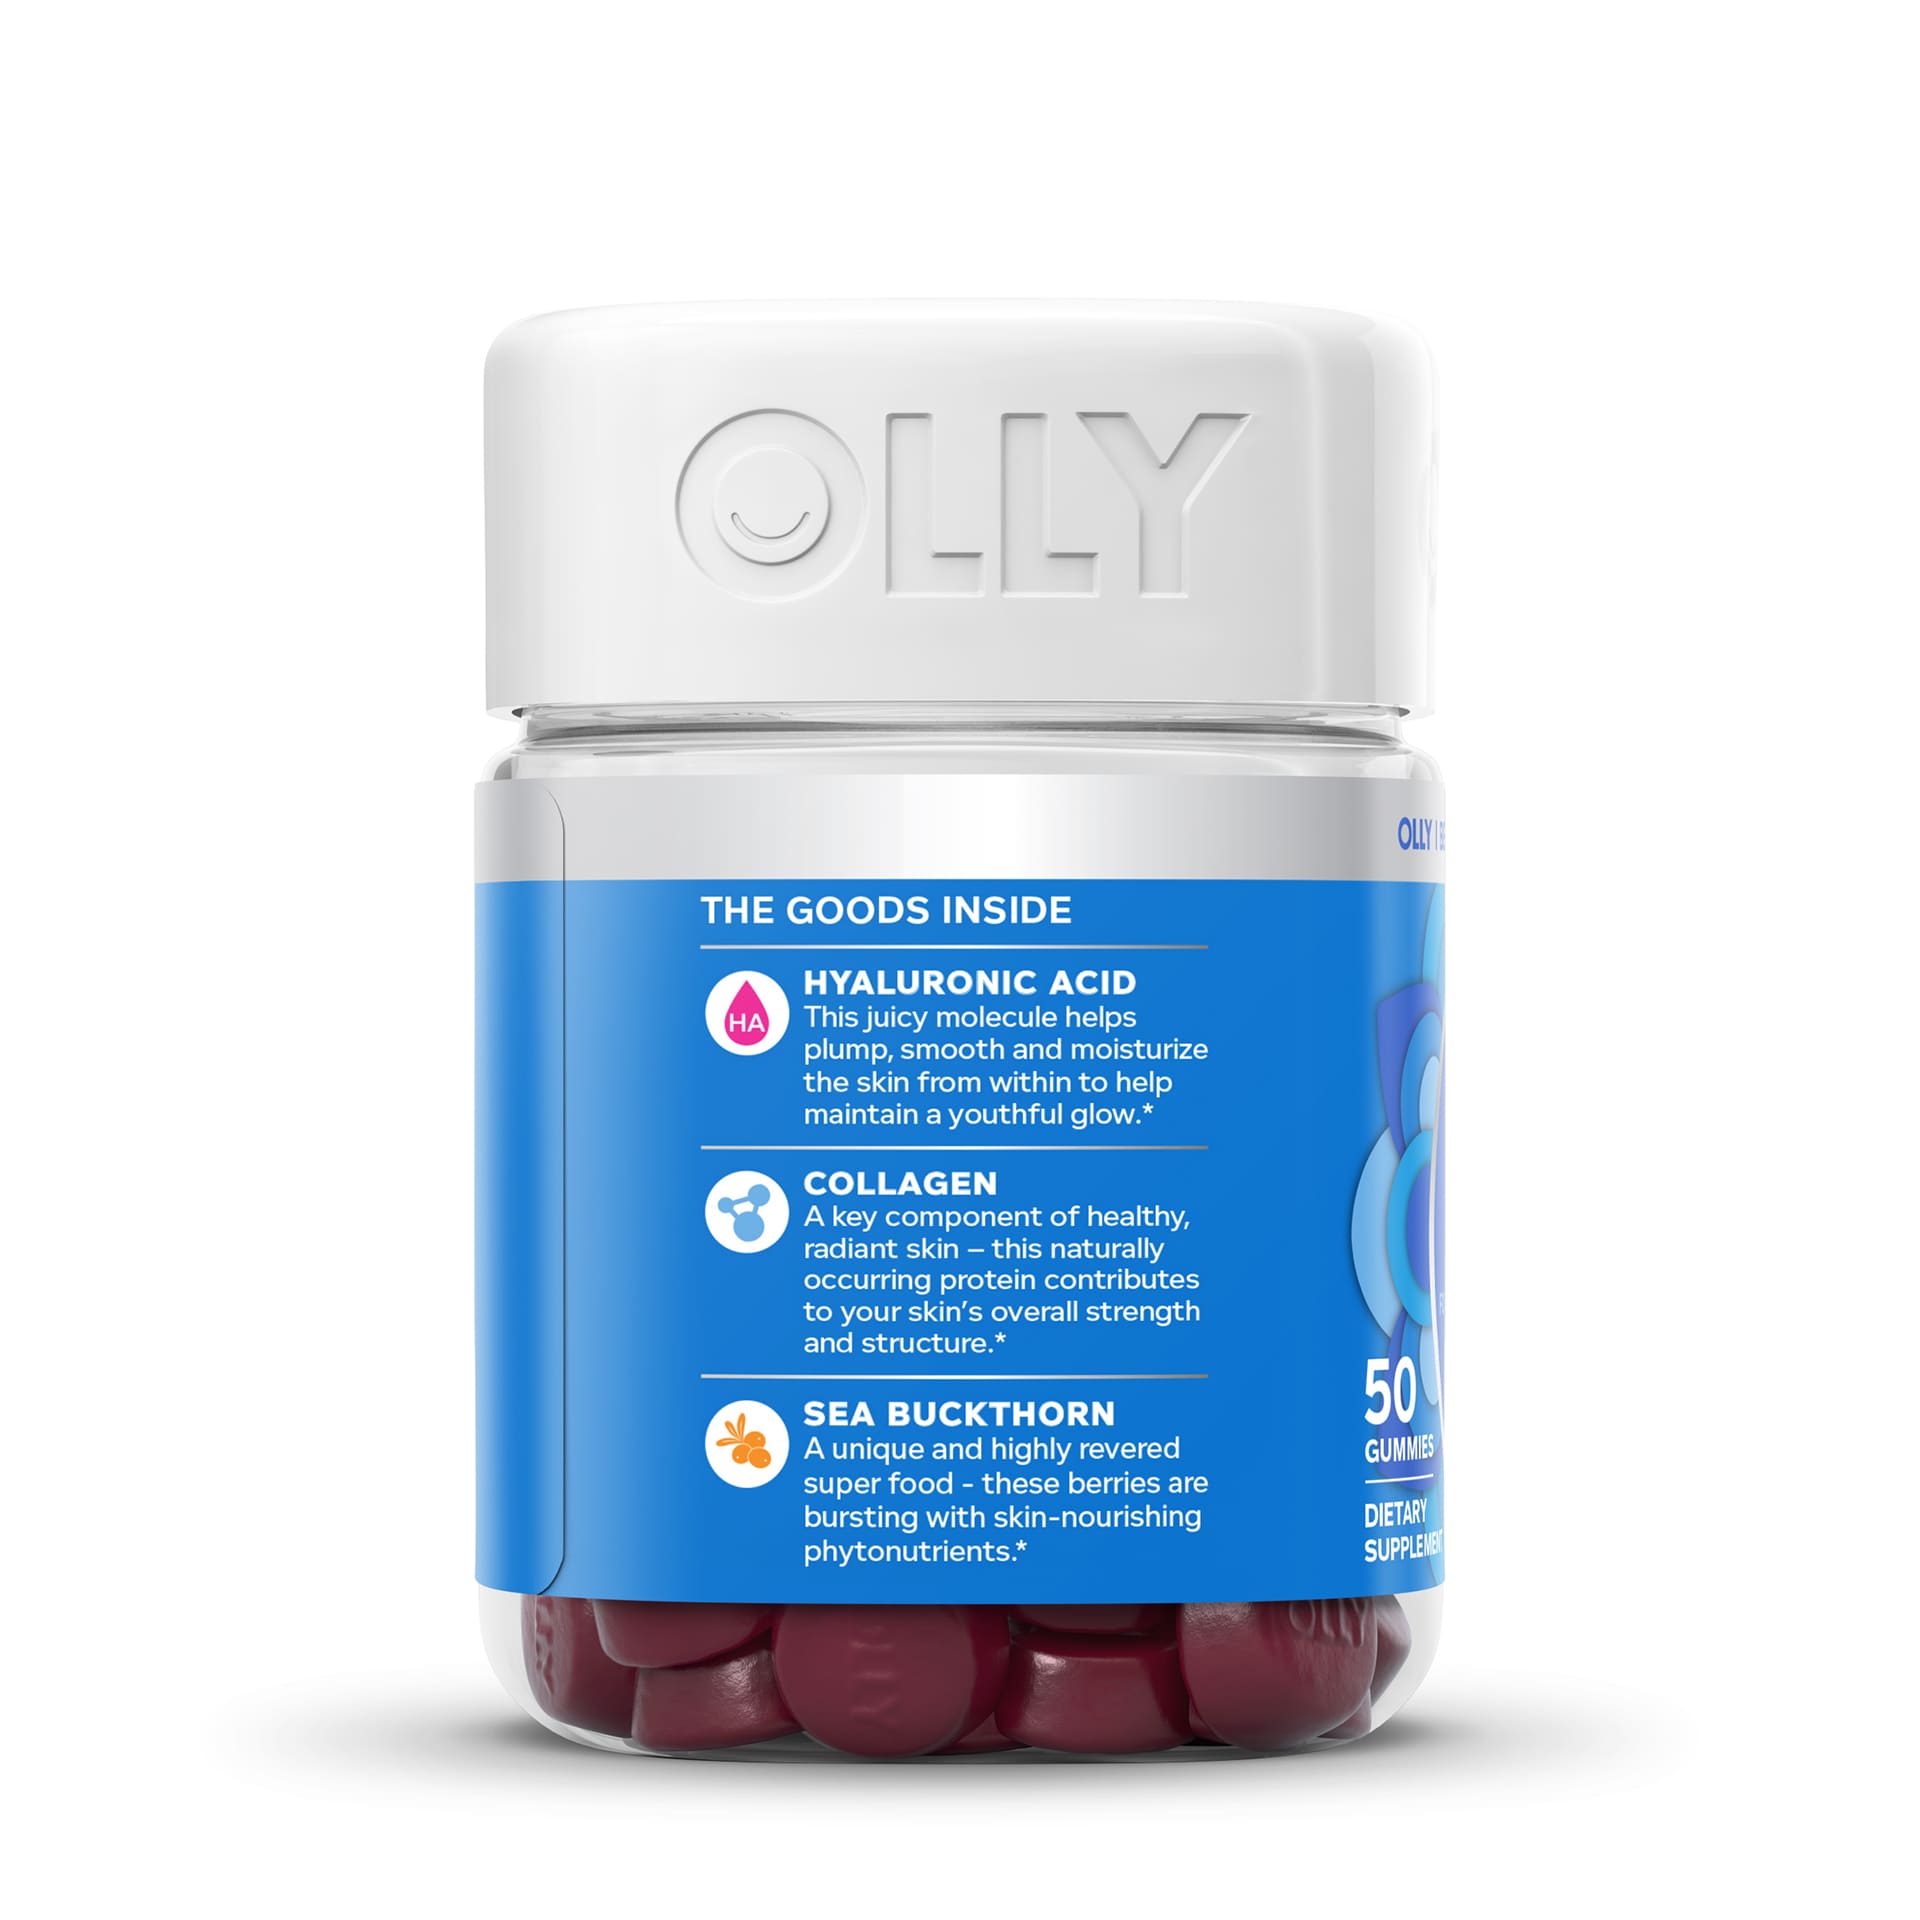 OLLY
OLLY |
THE GOODS INSIDE
HA
HYALURONIC ACID
This juicy molecule helps
plump, smooth and moisturize
the skin from within to help
maintain a youthful glow.*
COLLAGEN
A key component of healthy,
radiant skin – this naturally
occurring protein contributes
to your skin's overall strength
and structure.*
SEA BUCKTHORN
A unique and highly revered
super food - these berries are
bursting with skin-nourishing
phytonutrients.*
50
GUMMIES
DIETARY
SUPPLEMENT
OLLY
OLLY